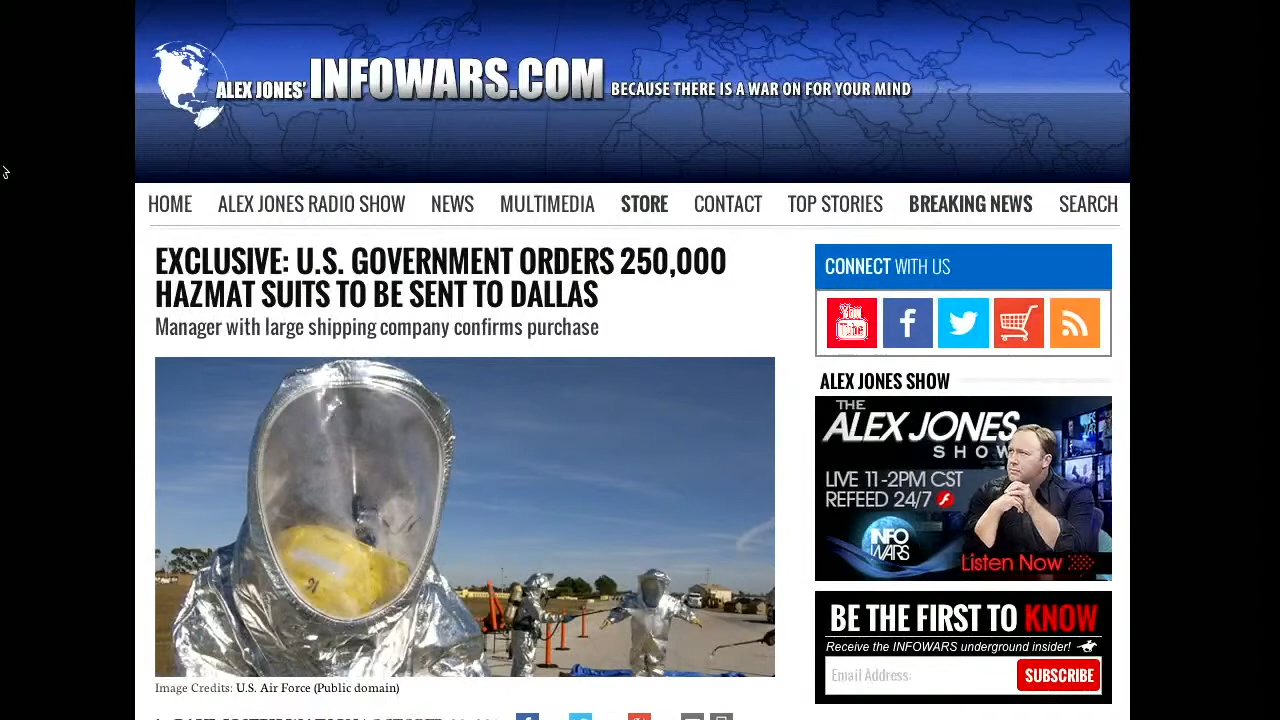 ALEX JONES' INFOWARS.COM BECAUSE THERE IS A WAR ON FOR YOUR MIND
HOME ALEX JONES RADIO SHOW NEWS MULTIMEDIA STORE CONTACT TOP STORIES BREAKING NEWS SEARCH
EXCLUSIVE: U.S. GOVERNMENT ORDERS 250,000
HAZMAT SUITS TO BE SENT TO DALLAS
Manager with large shipping company confirms purchase
Image Credits: U.S. Air Force (Public domain)
CONNECT WITH US
You
Tube
ALEX JONES SHOW
THE
ALEX JONES
SHOW
LIVE 11-2PM CST
REFEED 24/7
INFO
WARS
Listen Now
BE THE FIRST TO KNOW
Receive the INFOWARS underground insider!
Email Address:
SUBSCRIBE